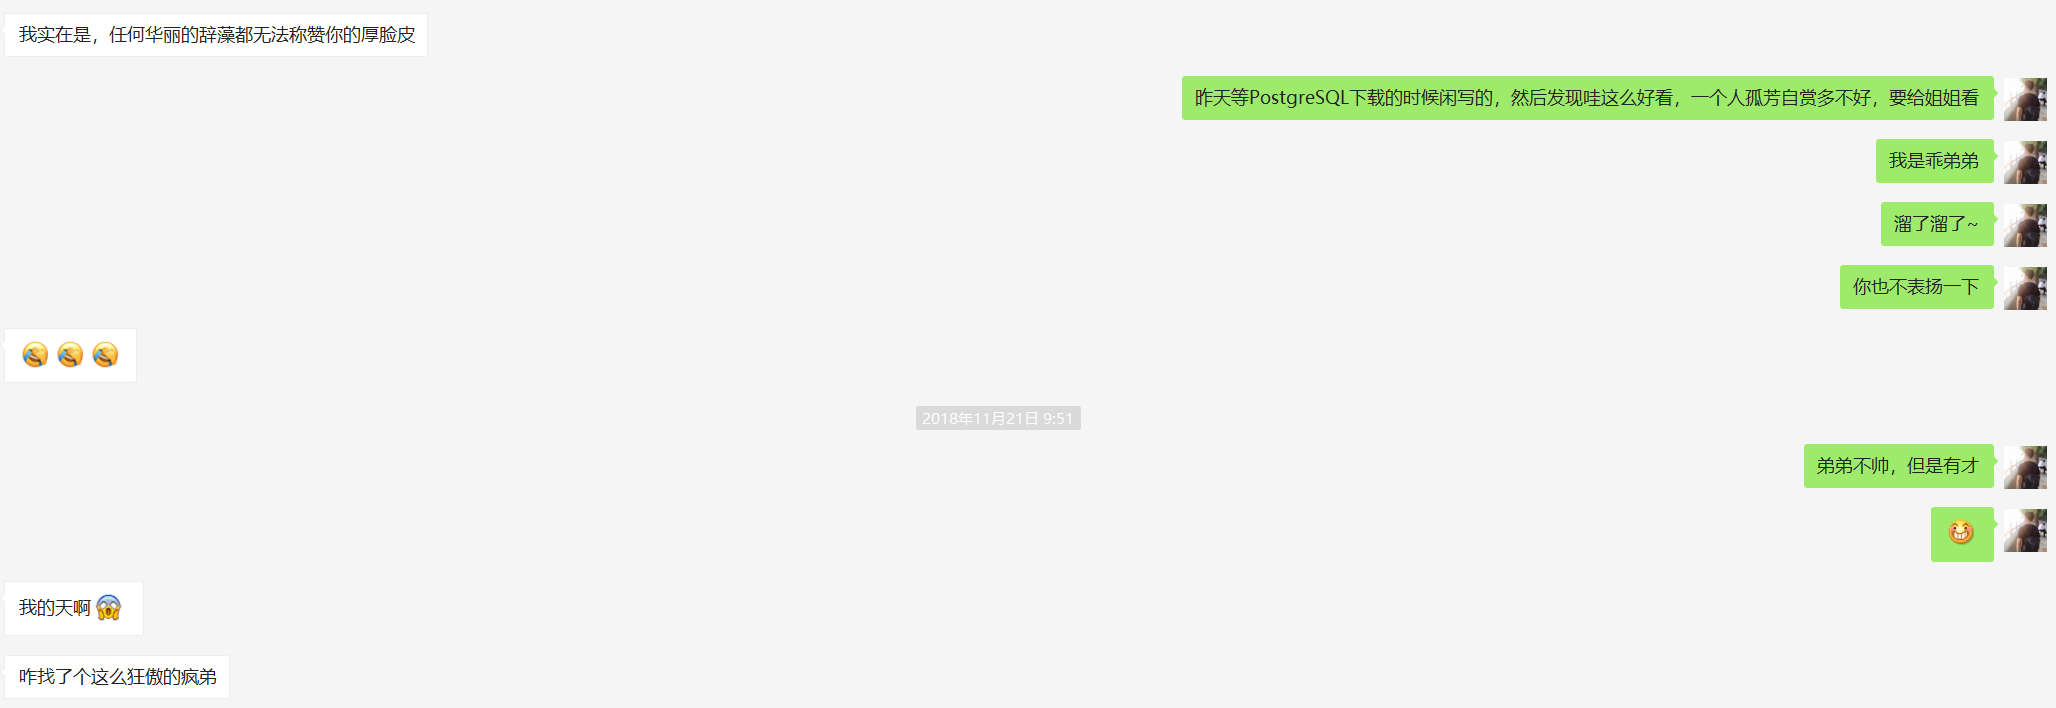 我实在是，任何华丽的辞藻都无法称赞你的厚脸皮
昨天等PostgreSQL下载的时候闲写的，然后发现哇这么好看，一个人孤芳自赏多不好，要给姐姐看
我是乖弟弟
溜了溜了~
你也不表扬一下
2018年11月21日 9:51
弟弟不帅，但是有才
我的天啊
咋找了个这么狂傲的疯弟